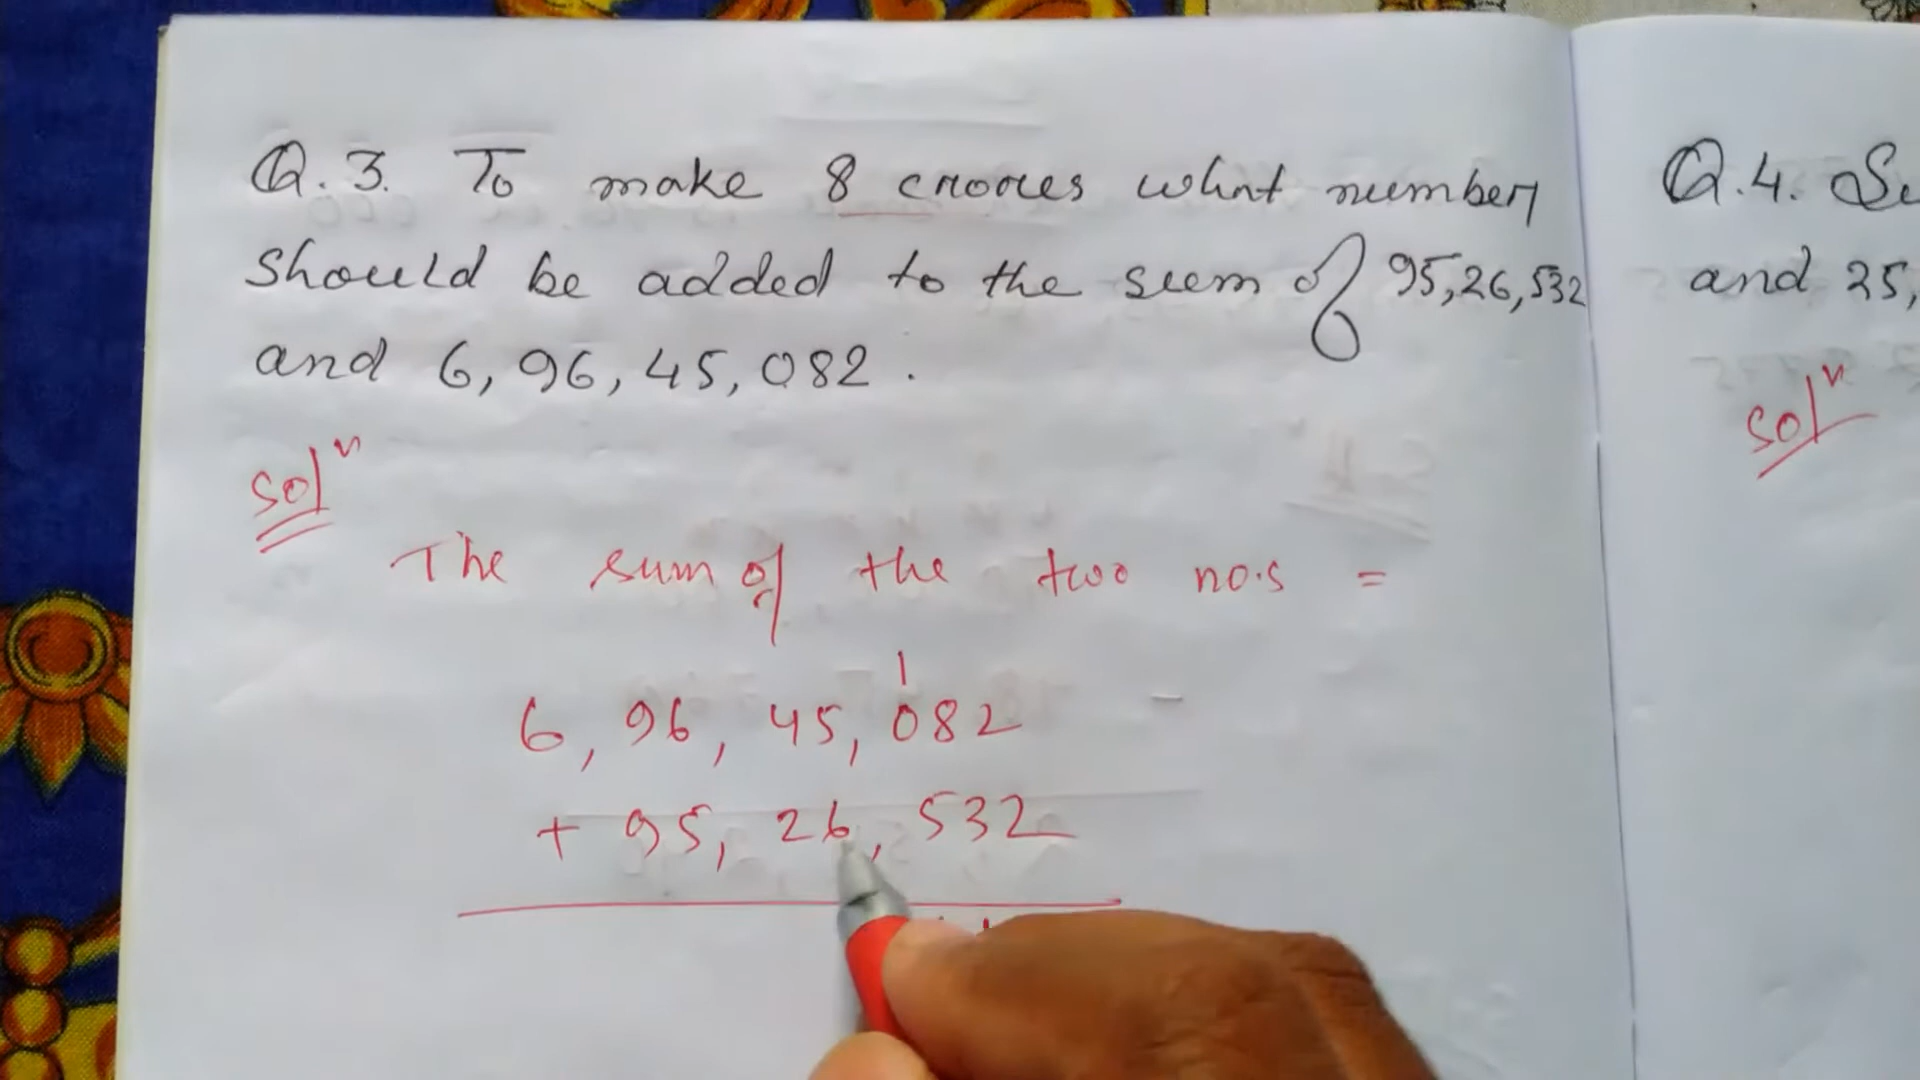 Q.3. To make 8 crores what number
should be added to the sum of 95,26,532
and 6,96,45,082.
Solⁿ
The sum of the two no.s =
1
6,96,45,082
+ 95,26,532
Q.4.
and 25,
Solⁿ